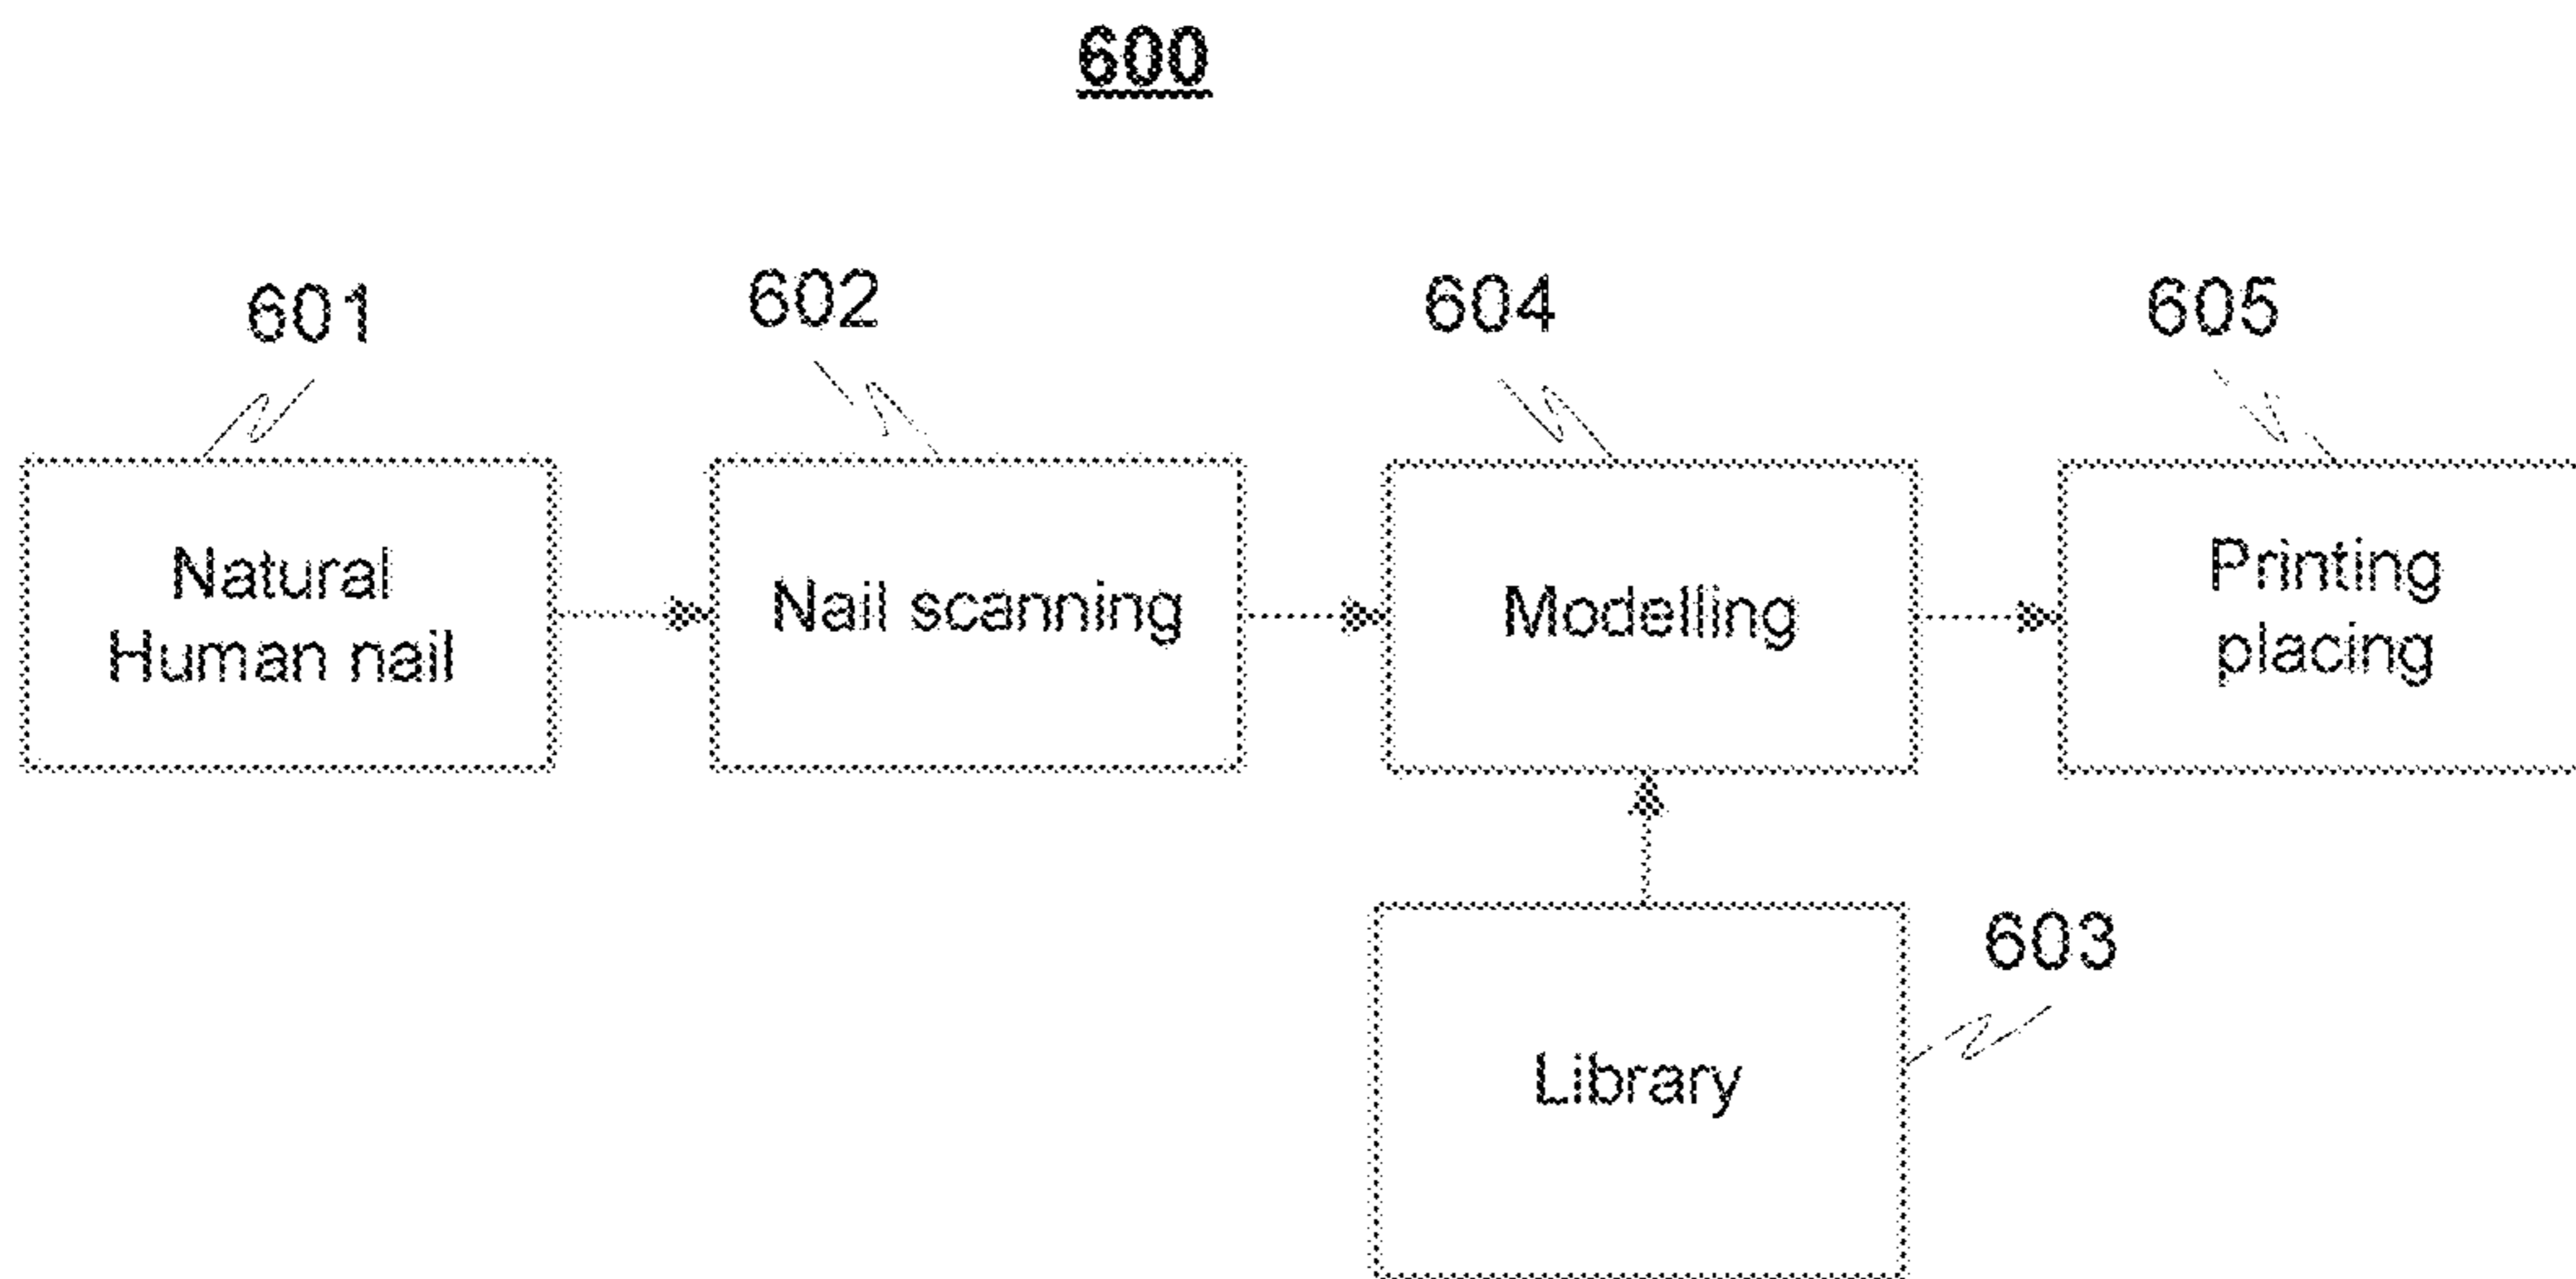 600
601
602
604
605
Natural
Human nail
Nail scanning
Modelling
Printing
placing
603
Library